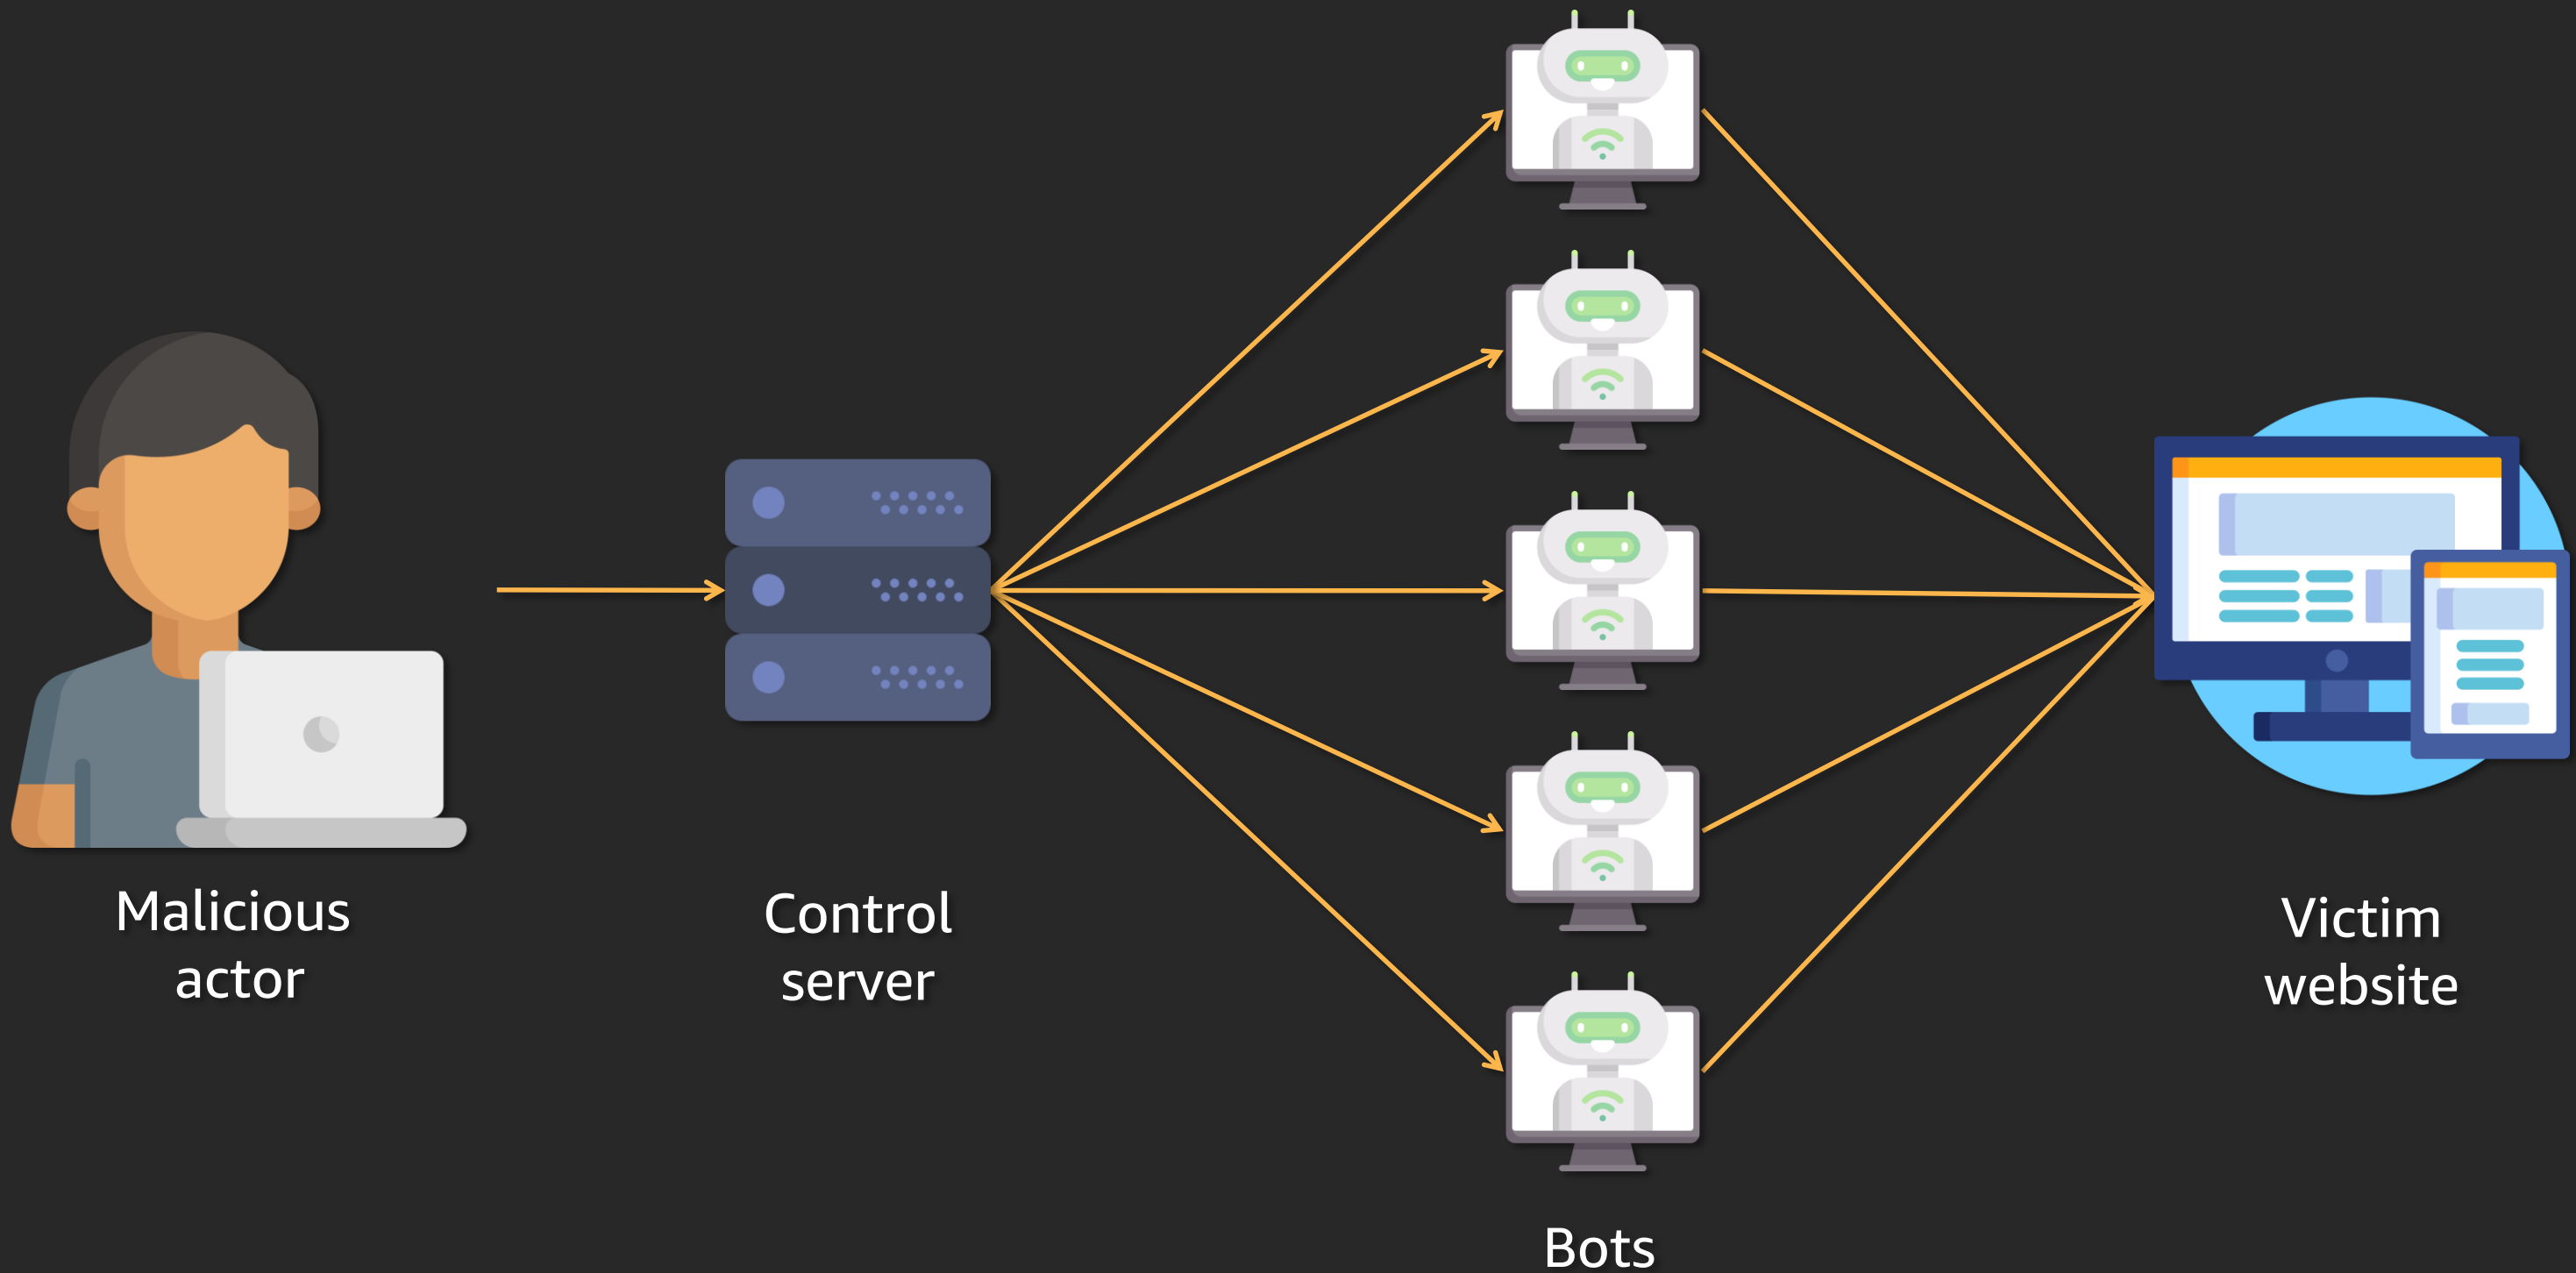 Malicious
actor
Control
server
Bots
Victim
website